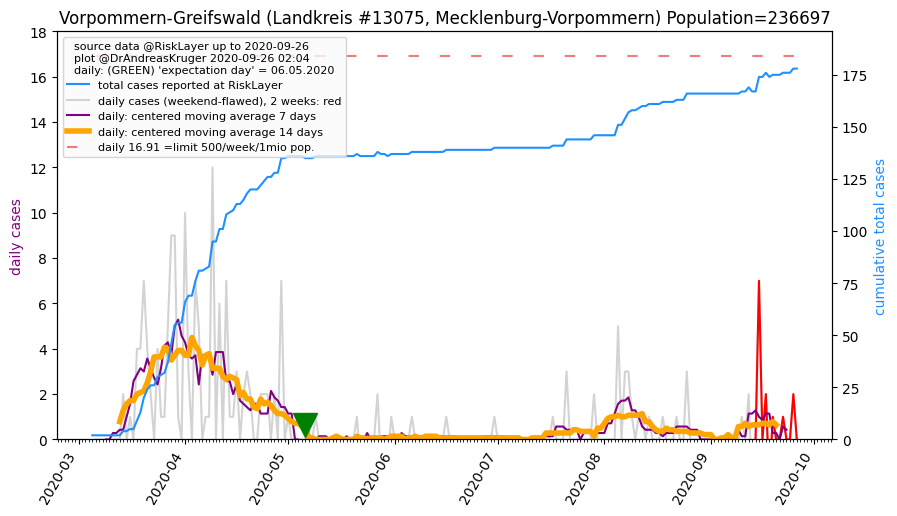 Vorpommern-Greifswald (Landkreis #13075, Mecklenburg-Vorpommern) Population=236697
source data @RiskLayer up to 2020-09-26
plot @DrAndreasKruger 2020-09-26 02:04
daily: (GREEN) 'expectation day' = 06.05.2020
total cases reported at RiskLayer
daily cases (weekend-flawed), 2 weeks: red
daily: centered moving average 7 days
daily: centered moving average 14 days
daily 16.91 =limit 500/week/1mio pop.
daily cases
18
16
14
12
10
8
6
4
2
0
cumulative total cases
175
150
125
100
75
50
25
0
2020-03
2020-04
2020-05
2020-06
2020-07
2020-08
2020-09
2020-10